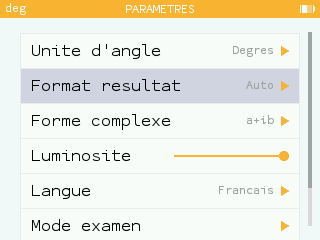 deg PARAMETRES
Unite d'angle Degres
Format resultat Auto
Forme complexe a+ib
Luminosite
Langue Francais
Mode examen